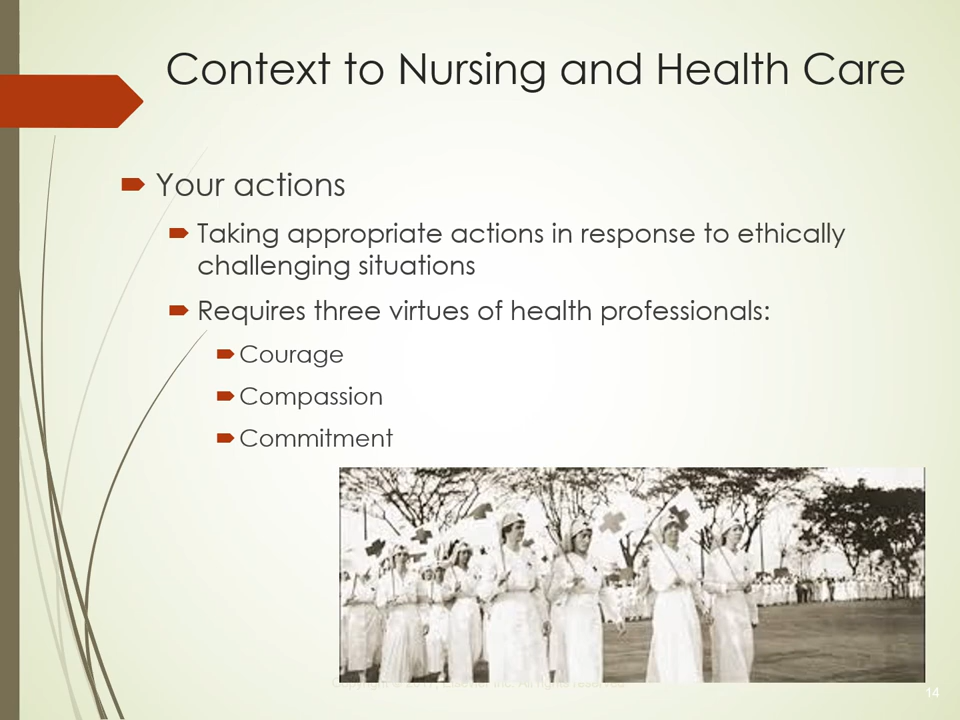 Context to Nursing and Health Care
Your actions
Taking appropriate actions in response to ethically
challenging situations
Requires three virtues of health professionals:
Courage
Compassion
Commitment
14